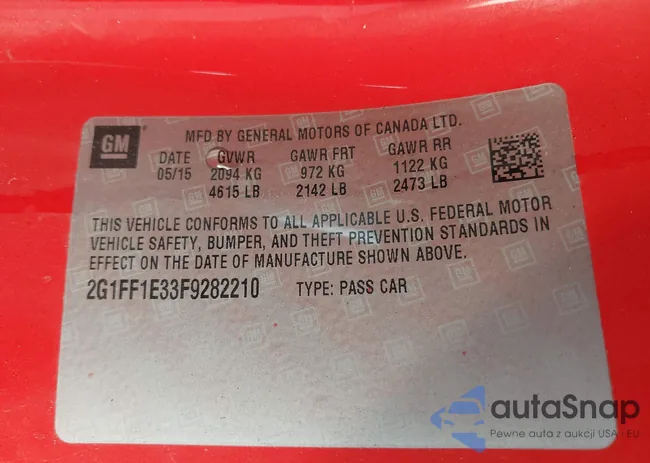 GM
MFD BY GENERAL MOTORS OF CANADA LTD.
DATE GVWR GAWR FRT GAWR RR
05/15 2094 KG 972 KG 1122 KG
4615 LB 2142 LB 2473 LB
THIS VEHICLE CONFORMS TO ALL APPLICABLE U.S. FEDERAL MOTOR
VEHICLE SAFETY, BUMPER, AND THEFT PREVENTION STANDARDS IN
EFFECT ON THE DATE OF MANUFACTURE SHOWN ABOVE.
2G1FF1E33F9282210 TYPE: PASS CAR
autaSnap
Pewne auta z aukcji USA - EU